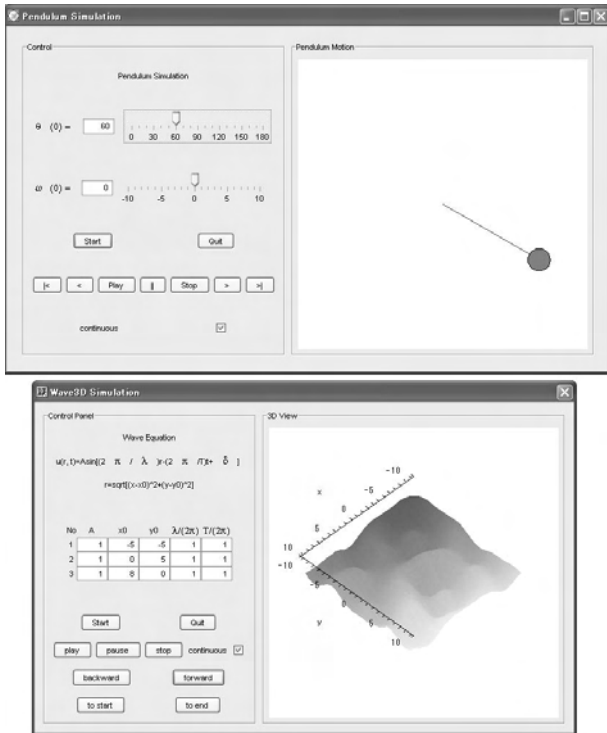 Pendulum Simulation
Control
Pendulum Simulation
θ (0) = 60
0 30 60 90 120 150 180
ω (0) = 0
-10 -5 0 5 10
Start Quit
|< < Play || Stop > >|
continuous
Pendulum Motion
Wave3D Simulation
Control Panel
Wave Equation
u(r, t)=Asin[(2 π / λ )r-(2 π /T)t+ δ ]
r=sqrt[(x-x0)^2+(y-y0)^2]
No A x0 y0 λ/(2π) T/(2π)
1 1 -5 -5 1 1
2 1 0 5 1 1
3 1 8 0 1 1
Start Quit
play pause stop continuous
backward forward
to start to end
3D View
-10
-5
x
0
5
10
-10
-5
0
y
5
10